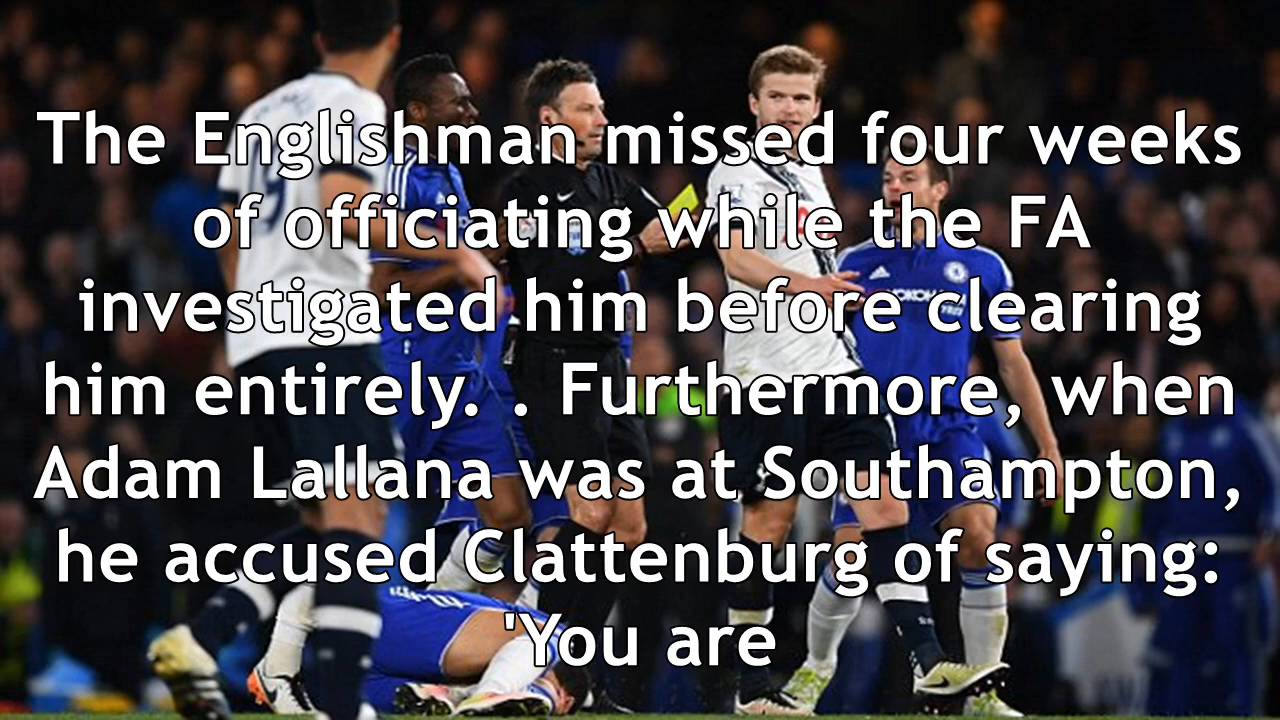 The Englishman missed four weeks
of officiating while the FA
investigated him before clearing
him entirely. . Furthermore, when
Adam Lallana was at Southampton,
he accused Clattenburg of saying:
'You are